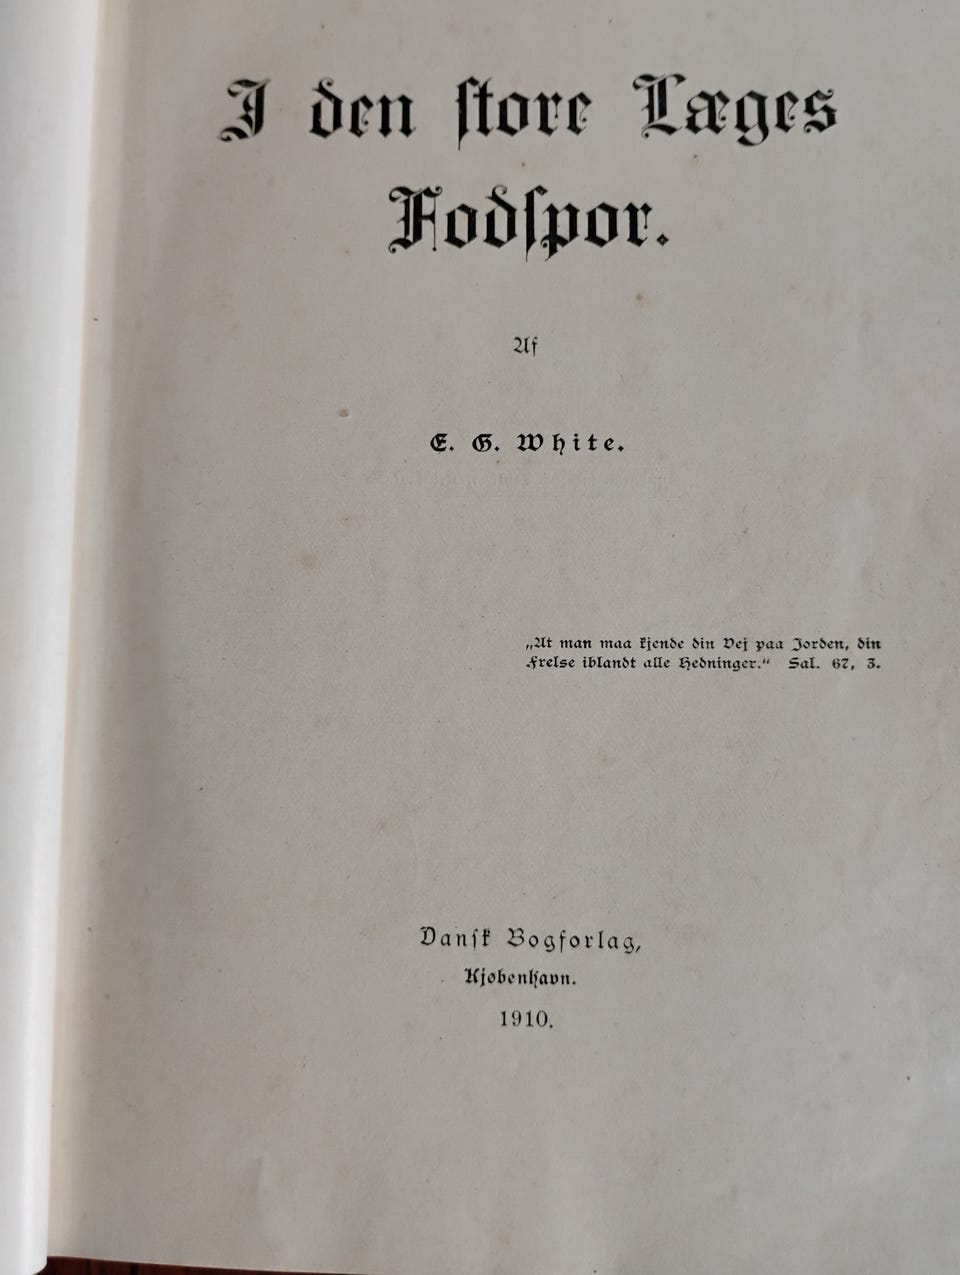 I den store Læges
Fodspor.
Af
E. G. White.
„At man maa kjende din Vej paa Jorden, din
Frelse iblandt alle Hedninger.“ Sal. 67, 3.
Dansk Bogforlag,
Kjøbenhavn.
1910.